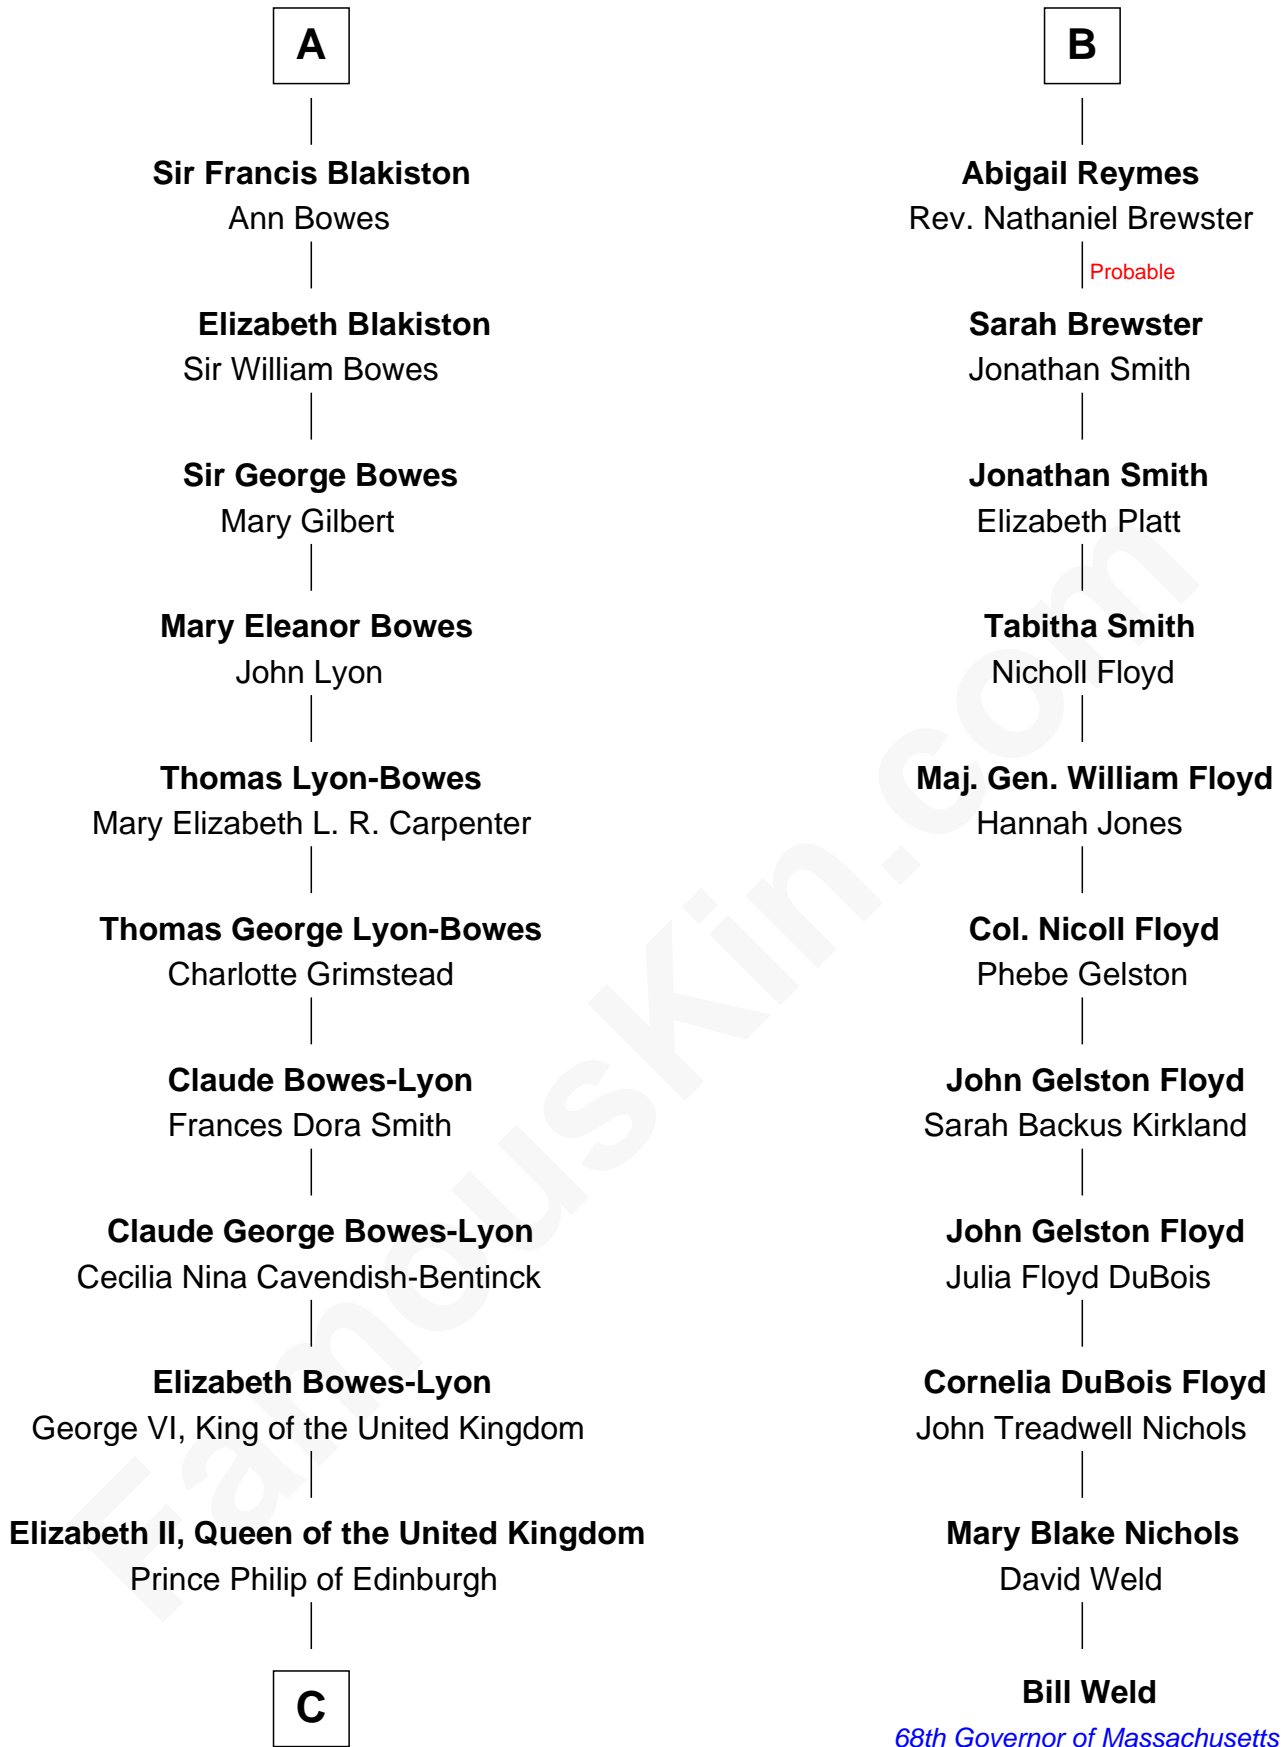 A
Sir Francis Blakiston
Ann Bowes
Elizabeth Blakiston
Sir William Bowes
Sir George Bowes
Mary Gilbert
Mary Eleanor Bowes
John Lyon
Thomas Lyon-Bowes
Mary Elizabeth L. R. Carpenter
Thomas George Lyon-Bowes
Charlotte Grimstead
Claude Bowes-Lyon
Frances Dora Smith
Claude George Bowes-Lyon
Cecilia Nina Cavendish-Bentinck
Elizabeth Bowes-Lyon
George VI, King of the United Kingdom
Elizabeth II, Queen of the United Kingdom
Prince Philip of Edinburgh
C
B
Abigail Reymes
Rev. Nathaniel Brewster
Probable
Sarah Brewster
Jonathan Smith
Jonathan Smith
Elizabeth Platt
Tabitha Smith
Nicholl Floyd
Maj. Gen. William Floyd
Hannah Jones
Col. Nicoll Floyd
Phebe Gelston
John Gelston Floyd
Sarah Backus Kirkland
John Gelston Floyd
Julia Floyd DuBois
Cornelia DuBois Floyd
John Treadwell Nichols
Mary Blake Nichols
David Weld
Bill Weld
68th Governor of Massachusetts
FamousKin.com